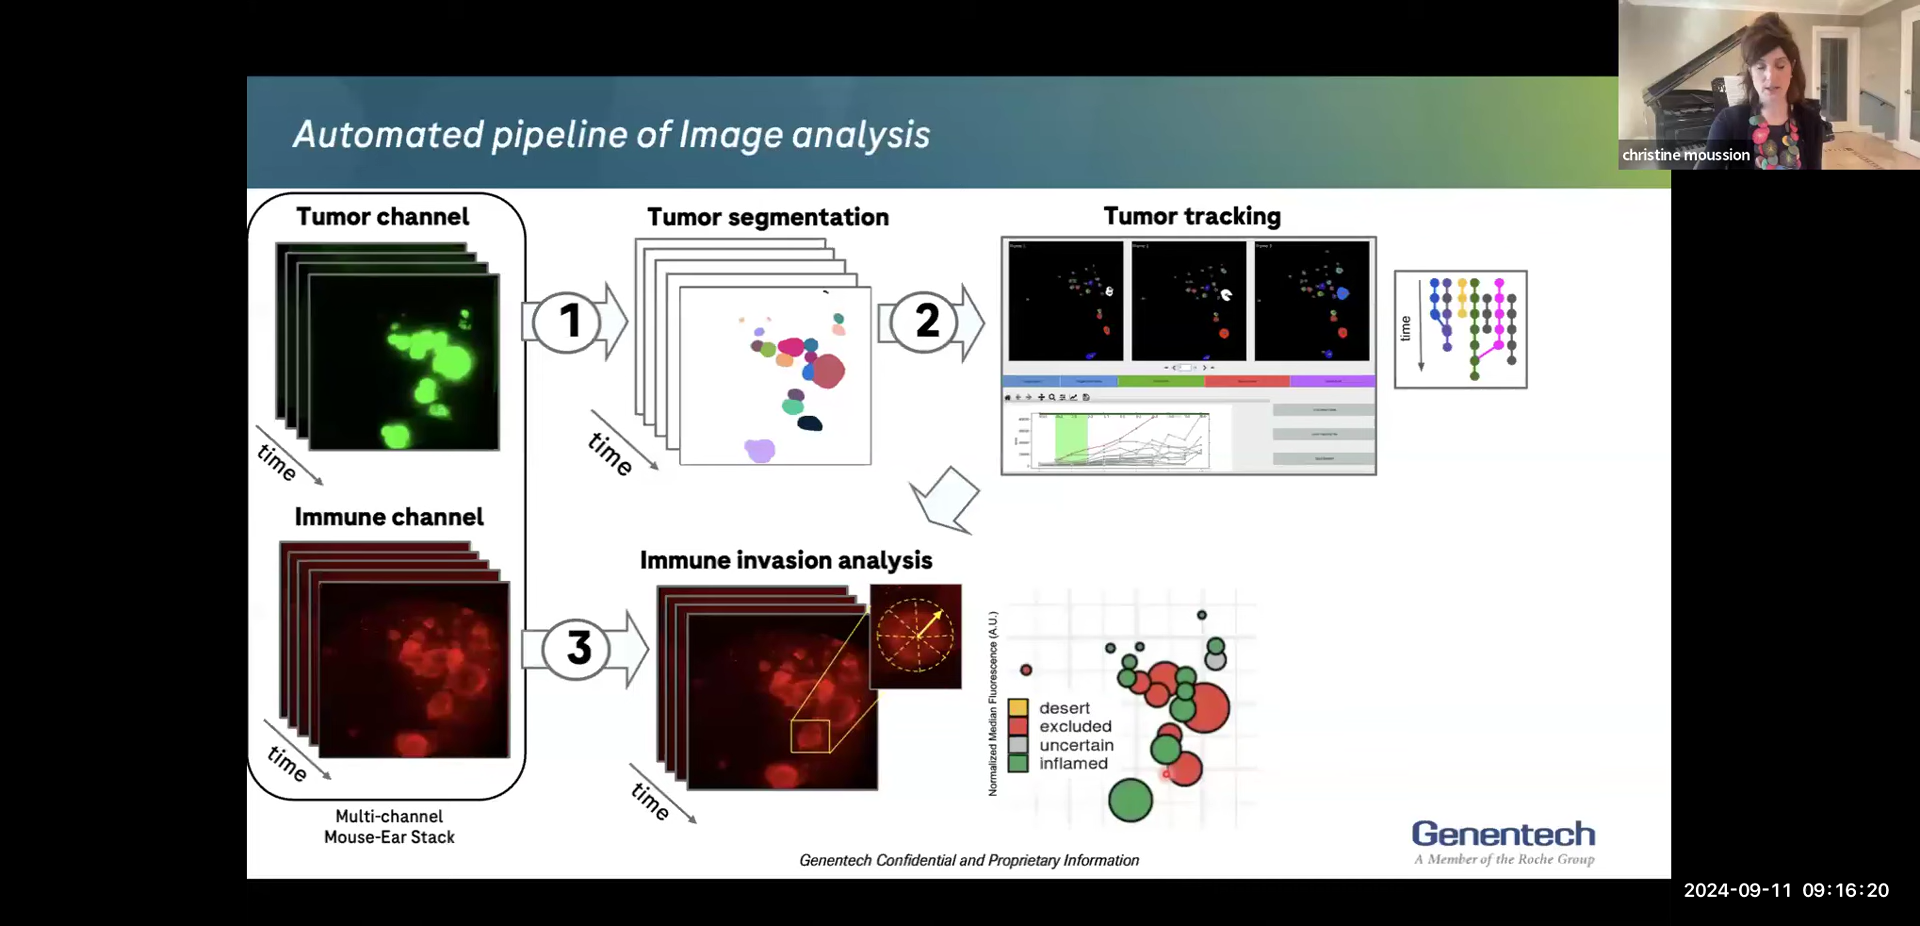 christine moussion
Automated pipeline of Image analysis
Tumor channel
Tumor segmentation
Tumor tracking
1
2
time
time
time
Immune channel
Immune invasion analysis
3
time
time
Normalized Median Fluorescence (A.U.)
desert
excluded
uncertain
inflamed
Multi-channel
Mouse-Ear Stack
Genentech
A Member of the Roche Group
Genentech Confidential and Proprietary Information
2024-09-11 09:16:20